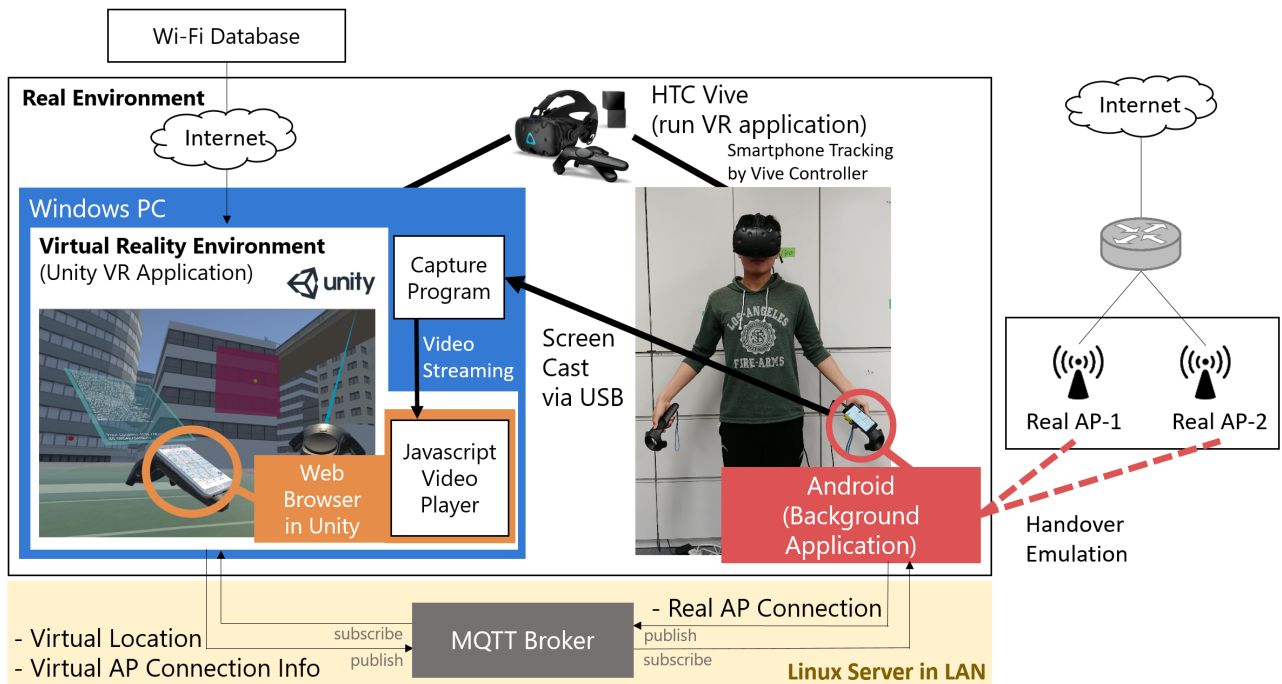 Wi-Fi Database
Real Environment
Internet
HTC Vive
(run VR application)
Smartphone Tracking
by Vive Controller
Internet
Windows PC
Virtual Reality Environment
(Unity VR Application)
unity
Capture
Program
Video
Streaming
Screen
Cast
via USB
LOS-ANGELES
FIRE-ARMS
Web
Browser
in Unity
Javascript
Video
Player
Android
(Background
Application)
Real AP-1
Real AP-2
Handover
Emulation
- Virtual Location
- Virtual AP Connection Info
subscribe
publish
MQTT Broker
- Real AP Connection
publish
subscribe
Linux Server in LAN